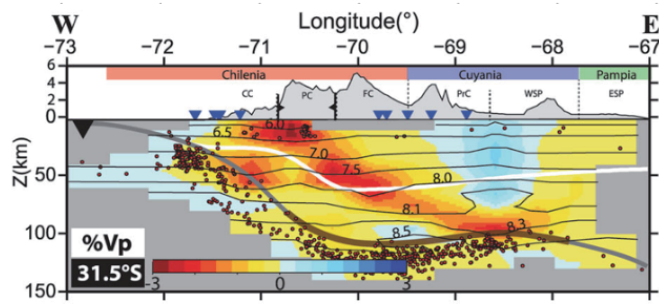 W Longitude(°) E
−73 −72 −71 −70 −69 −68 −67
6
4
2
0
Chilenia Cuyania Pampia
CC PC FC PrC WSP ESP
Z(km)
0
50
100
150
6.0
6.5
7.0
7.5
8.0
8.1
8.5 8.3
%Vp
31.5°S
-3 0 3